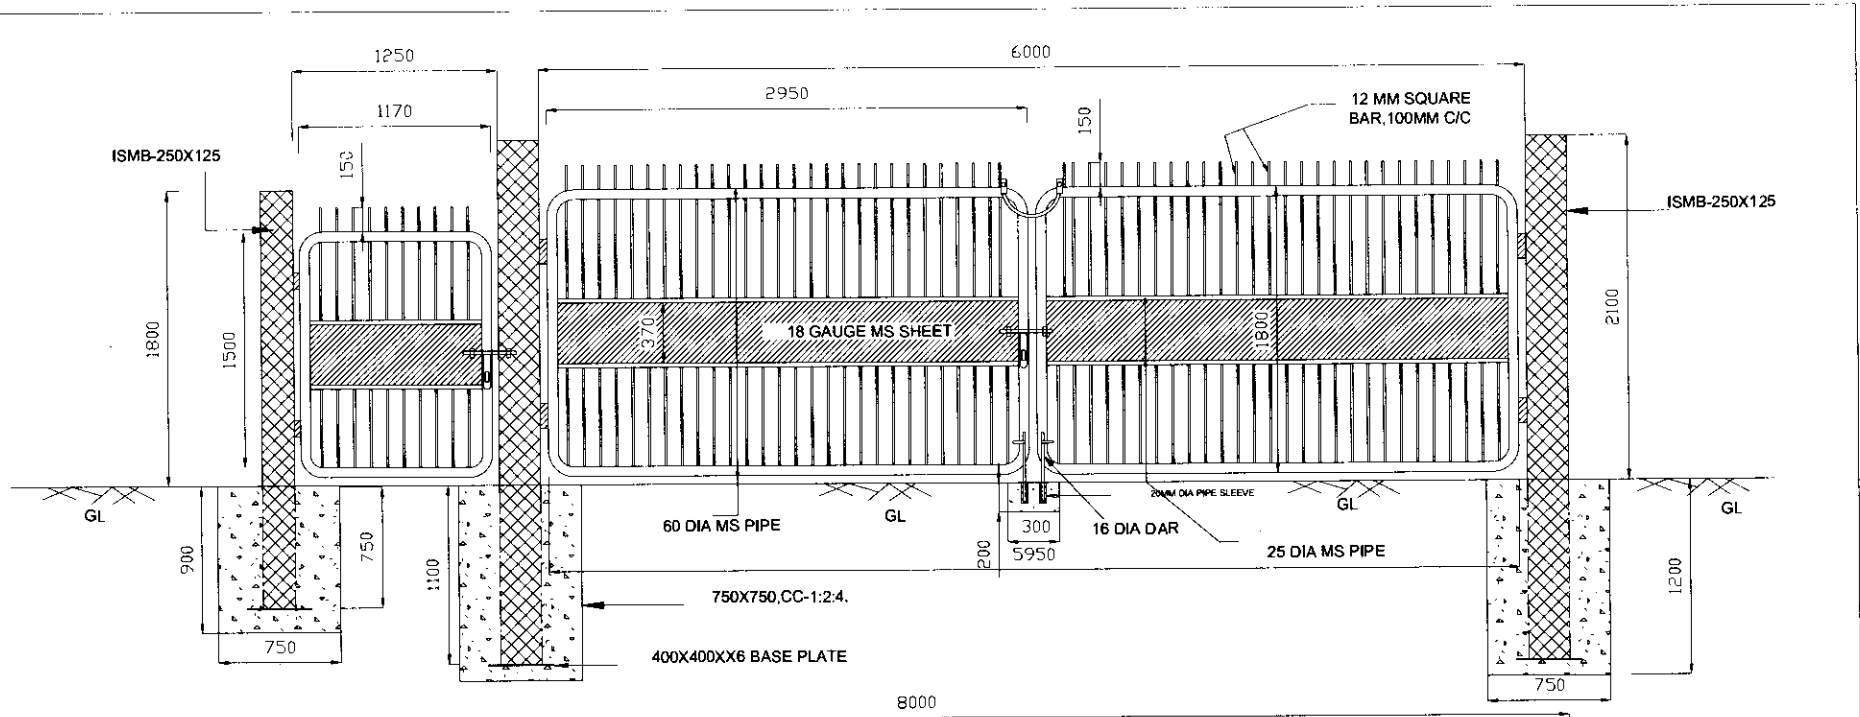 1250
6000
2950
1170
150
150
12 MM SQUARE
BAR,100MM C/C
ISMB-250X125
ISMB-250X125
1800
1500
370
18 GAUGE MS SHEET
1800
2100
GL
60 DIA MS PIPE
GL
20MM DIA PIPE SLEEVE
GL
GL
900
750
1100
200
300
16 DIA DAR
5950
25 DIA MS PIPE
1200
750X750,CC-1:2:4.
750
400X400XX6 BASE PLATE
750
8000